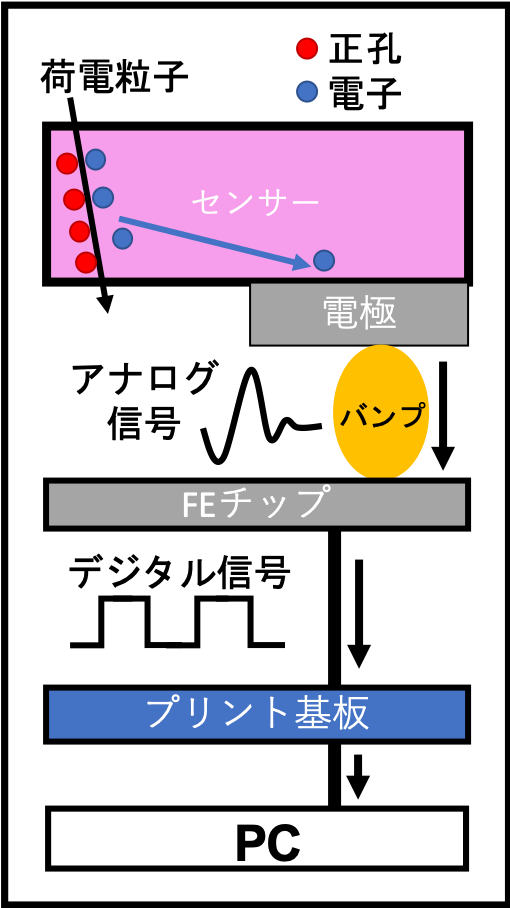 正孔
電子
荷電粒子
センサー
電極
アナログ
信号
バンプ
FEチップ
デジタル信号
プリント基板
PC